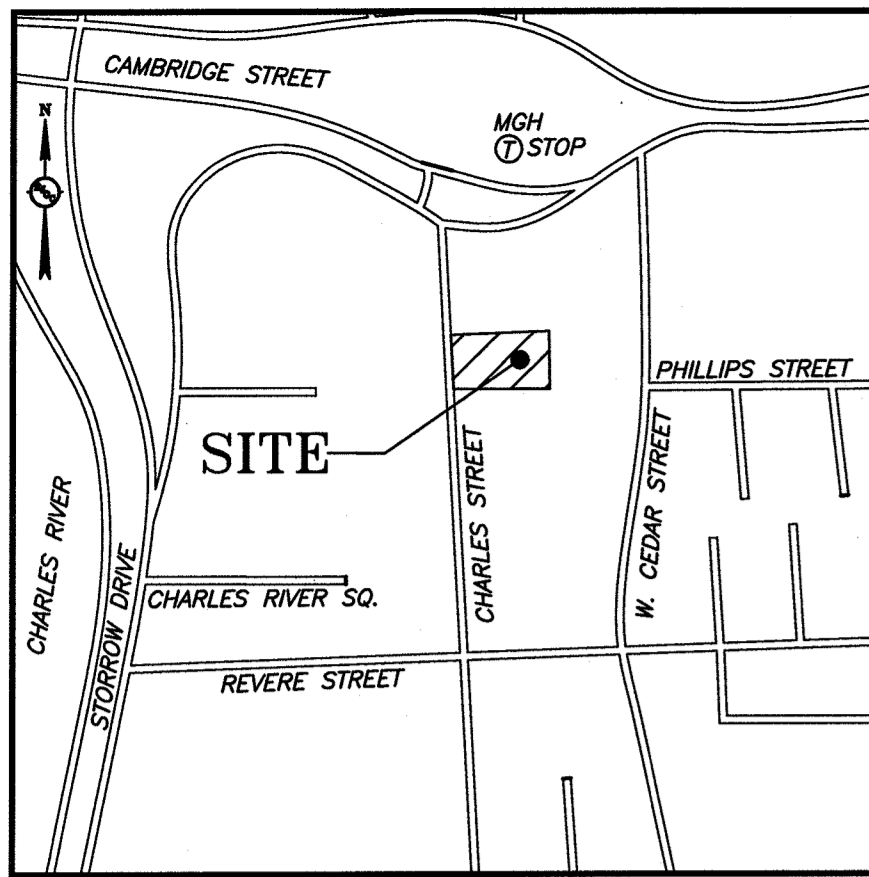 CAMBRIDGE STREET
N
MGH
T STOP
PHILLIPS STREET
SITE
CHARLES STREET
W. CEDAR STREET
CHARLES RIVER
STORROW DRIVE
CHARLES RIVER SQ.
REVERE STREET